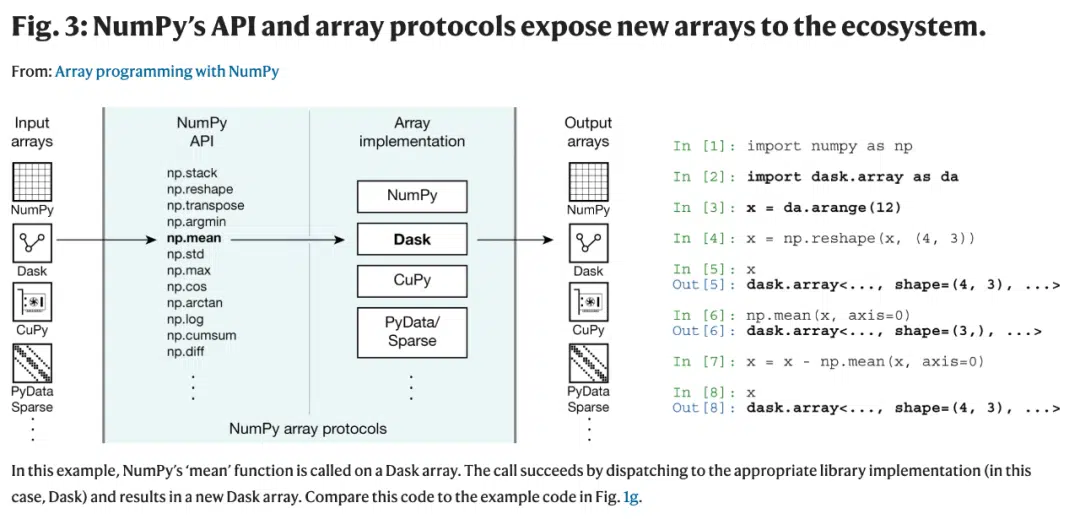 Fig. 3: NumPy’s API and array protocols expose new arrays to the ecosystem.
From: Array programming with NumPy
Input
arrays
NumPy
Dask
CuPy
PyData
Sparse
NumPy
API
np.stack
np.reshape
np.transpose
np.argmin
np.mean
np.std
np.max
np.cos
np.arctan
np.log
np.cumsum
np.diff
Array
implementation
NumPy
Dask
CuPy
PyData/
Sparse
NumPy array protocols
Output
arrays
NumPy
Dask
CuPy
PyData
Sparse
In [1]: import numpy as np
In [2]: import dask.array as da
In [3]: x = da.arange(12)
In [4]: x = np.reshape(x, (4, 3))
In [5]: x
Out[5]: dask.array<..., shape=(4, 3), ...>
In [6]: np.mean(x, axis=0)
Out[6]: dask.array<..., shape=(3,), ...>
In [7]: x = x - np.mean(x, axis=0)
In [8]: x
Out[8]: dask.array<..., shape=(4, 3), ...>
In this example, NumPy’s ‘mean’ function is called on a Dask array. The call succeeds by dispatching to the appropriate library implementation (in this
case, Dask) and results in a new Dask array. Compare this code to the example code in Fig. 1g.